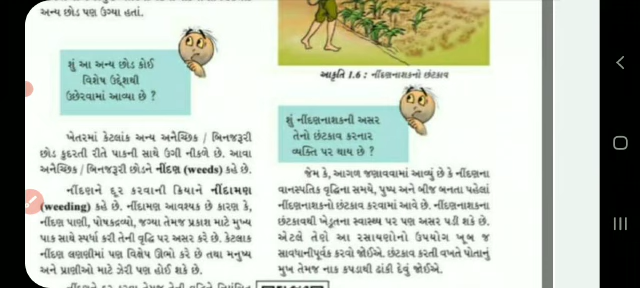 અન્ય છોડ પણ ઉગ્યા હતાં.
શું આ અન્ય છોડ કોઈ
વિશેષ ઉદ્દેશથી
ઉછેરવામાં આવ્યા છે ?
ખેતરમાં કેટલાંક અન્ય અનૈચ્છિક / બિનજરૂરી
છોડ કુદરતી રીતે પાકની સાથે ઉગી નીકળે છે. આવા
અનૈચ્છિક / બિનજરૂરી છોડને નીંદણ (weeds) કહે છે.
નીંદણને દૂર કરવાની ક્રિયાને નીંદામણ
(weeding) કહે છે. નીંદામણ આવશ્યક છે કારણ કે,
નીંદણ પાણી, પોષકદ્રવ્યો, જગ્યા તેમજ પ્રકાશ માટે મુખ્ય
પાક સાથે સ્પર્ધા કરી તેની વૃદ્ધિ પર અસર કરે છે. કેટલાક
નીંદણ લણણીમાં પણ વિક્ષેપ ઊભો કરે છે તથા મનુષ્ય
અને પ્રાણીઓ માટે ઝેરી પણ હોઈ શકે છે.
આકૃતિ 1.6 : નીંદણનાશકનો છંટકાવ
શું નીંદણનાશકની અસર
તેનો છંટકાવ કરનાર
વ્યક્તિ પર થાય છે ?
જેમ કે, આગળ જણાવવામાં આવ્યું છે કે નીંદણના
વાનસ્પતિક વૃદ્ધિના સમયે, પુષ્પ અને બીજ બનતા પહેલાં
નીંદણનાશકનો છંટકાવ કરવામાં આવે છે. નીંદણનાશકના
છંટકાવથી ખેડૂતના સ્વાસ્થ્ય પર પણ અસર પડી શકે છે.
એટલે તેણે આ રસાયણોનો ઉપયોગ ખૂબ જ
સાવધાનીપૂર્વક કરવો જોઈએ. છંટકાવ કરતી વખતે પોતાનું
મુખ તેમજ નાક કપડાથી ઢાંકી દેવું જોઈએ.